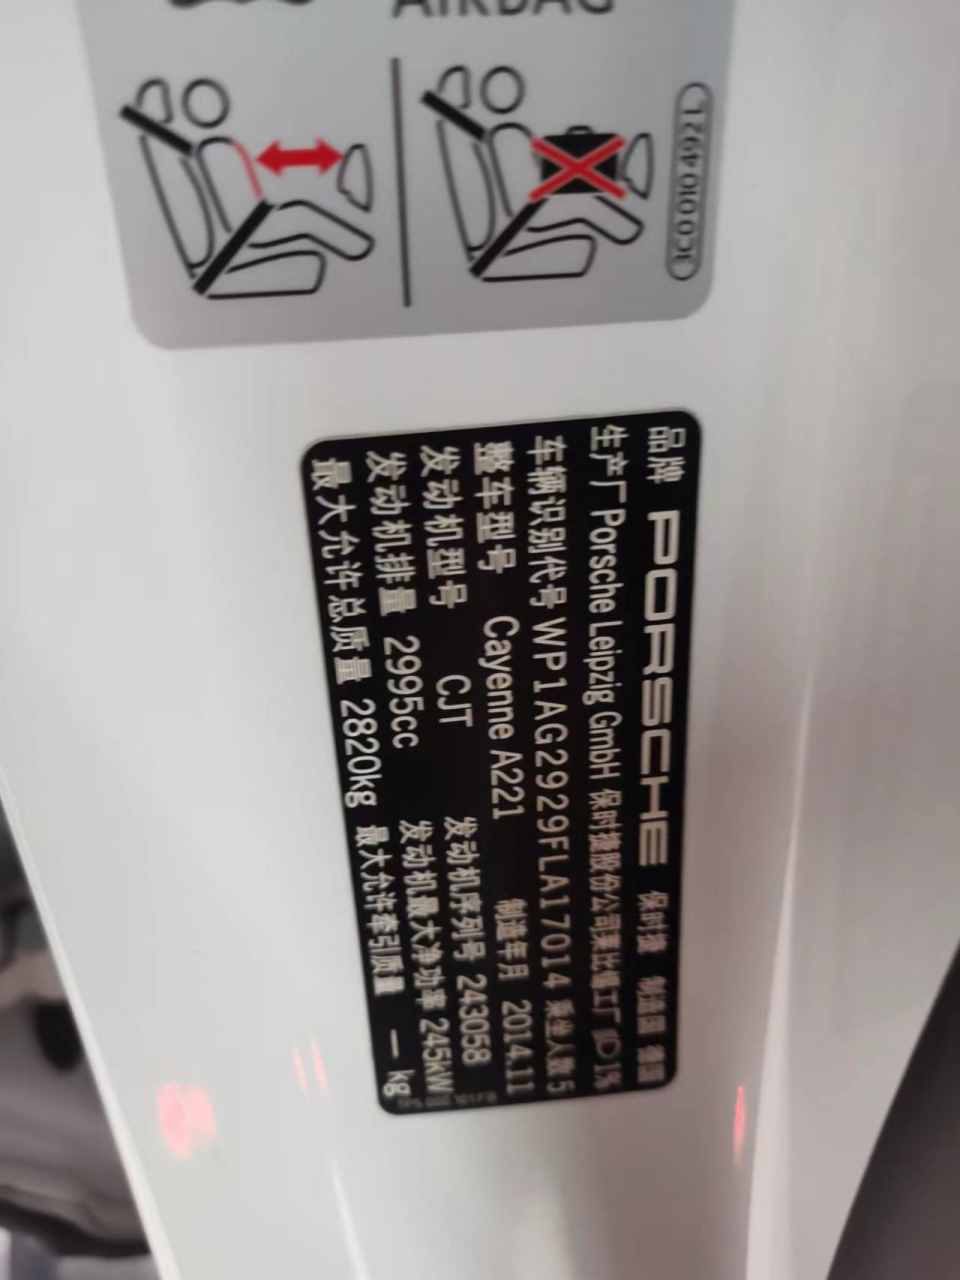 AIRBAG
3C0 010 492 L
品牌 PORSCHE 保时捷 制造国 德国
生产厂 Porsche Leipzig GmbH 保时捷股份公司莱比锡工厂
车辆识别代号 WP1AG2929FLA17014 乘坐人数 5
整车型号 Cayenne A221 制造年月 2014.11
发动机型号 CJT 发动机序列号 243058
发动机排量 2995cc 发动机最大净功率 245kW
最大允许总质量 2820kg 最大允许牵引质量 — kg